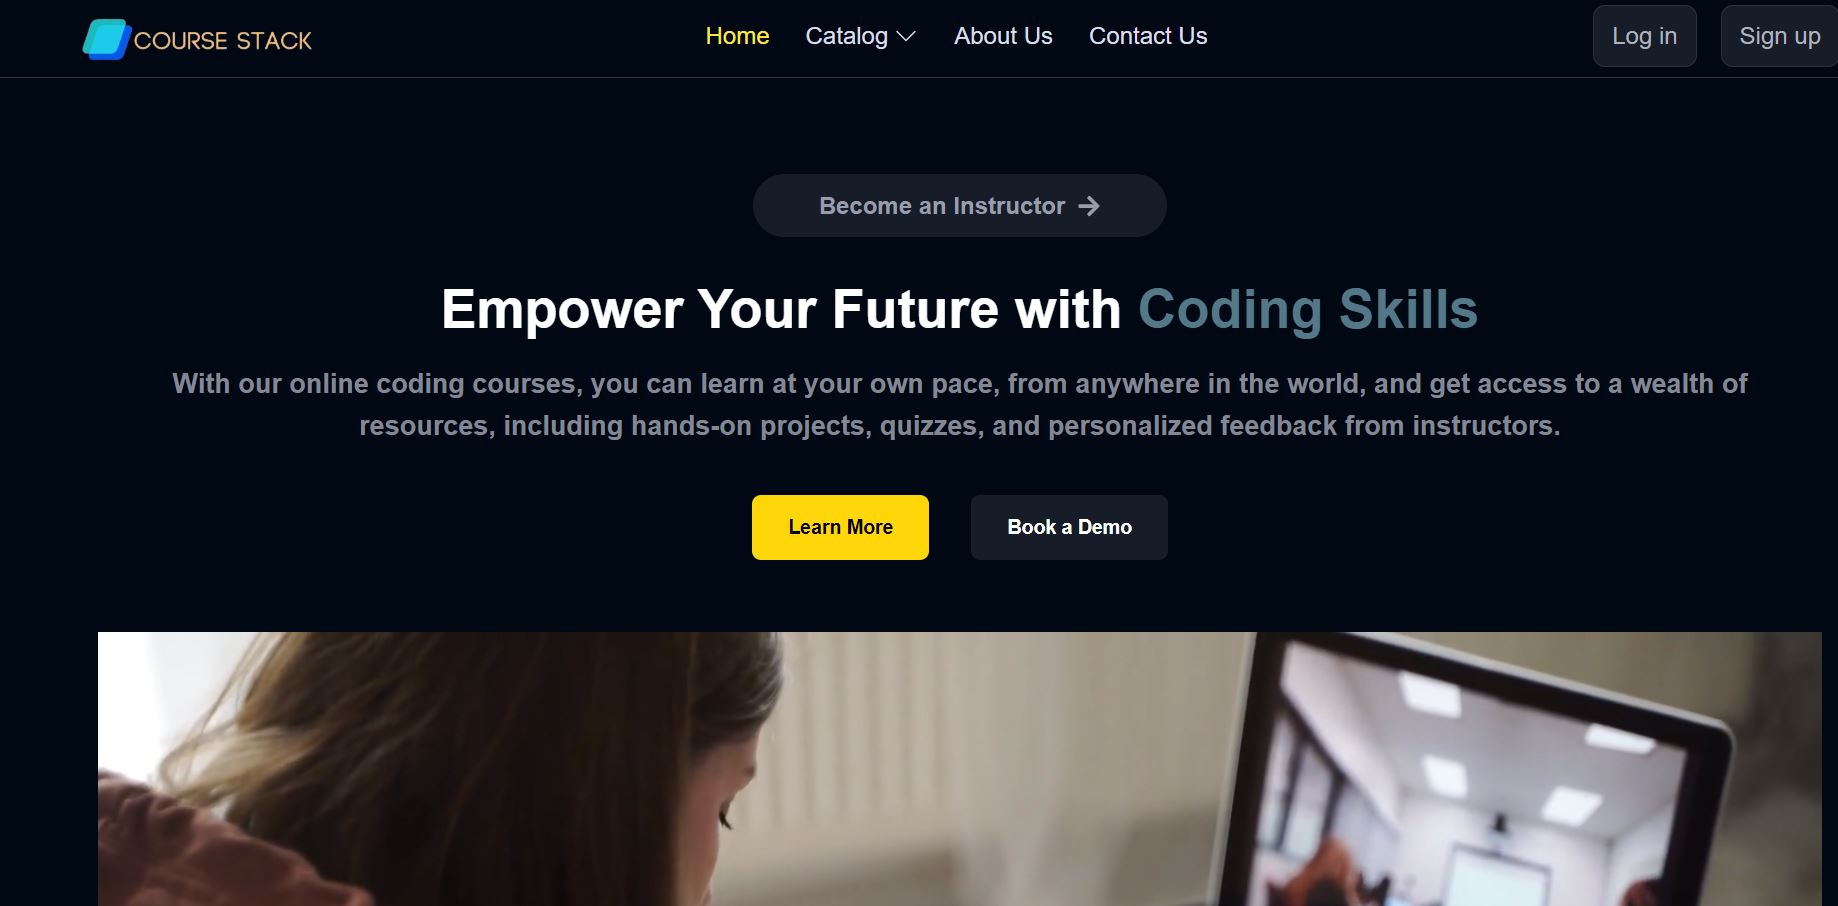 COURSE STACK
Home
Catalog
About Us
Contact Us
Log in
Sign up
Become an Instructor
Empower Your Future with Coding Skills
With our online coding courses, you can learn at your own pace, from anywhere in the world, and get access to a wealth of
resources, including hands-on projects, quizzes, and personalized feedback from instructors.
Learn More
Book a Demo